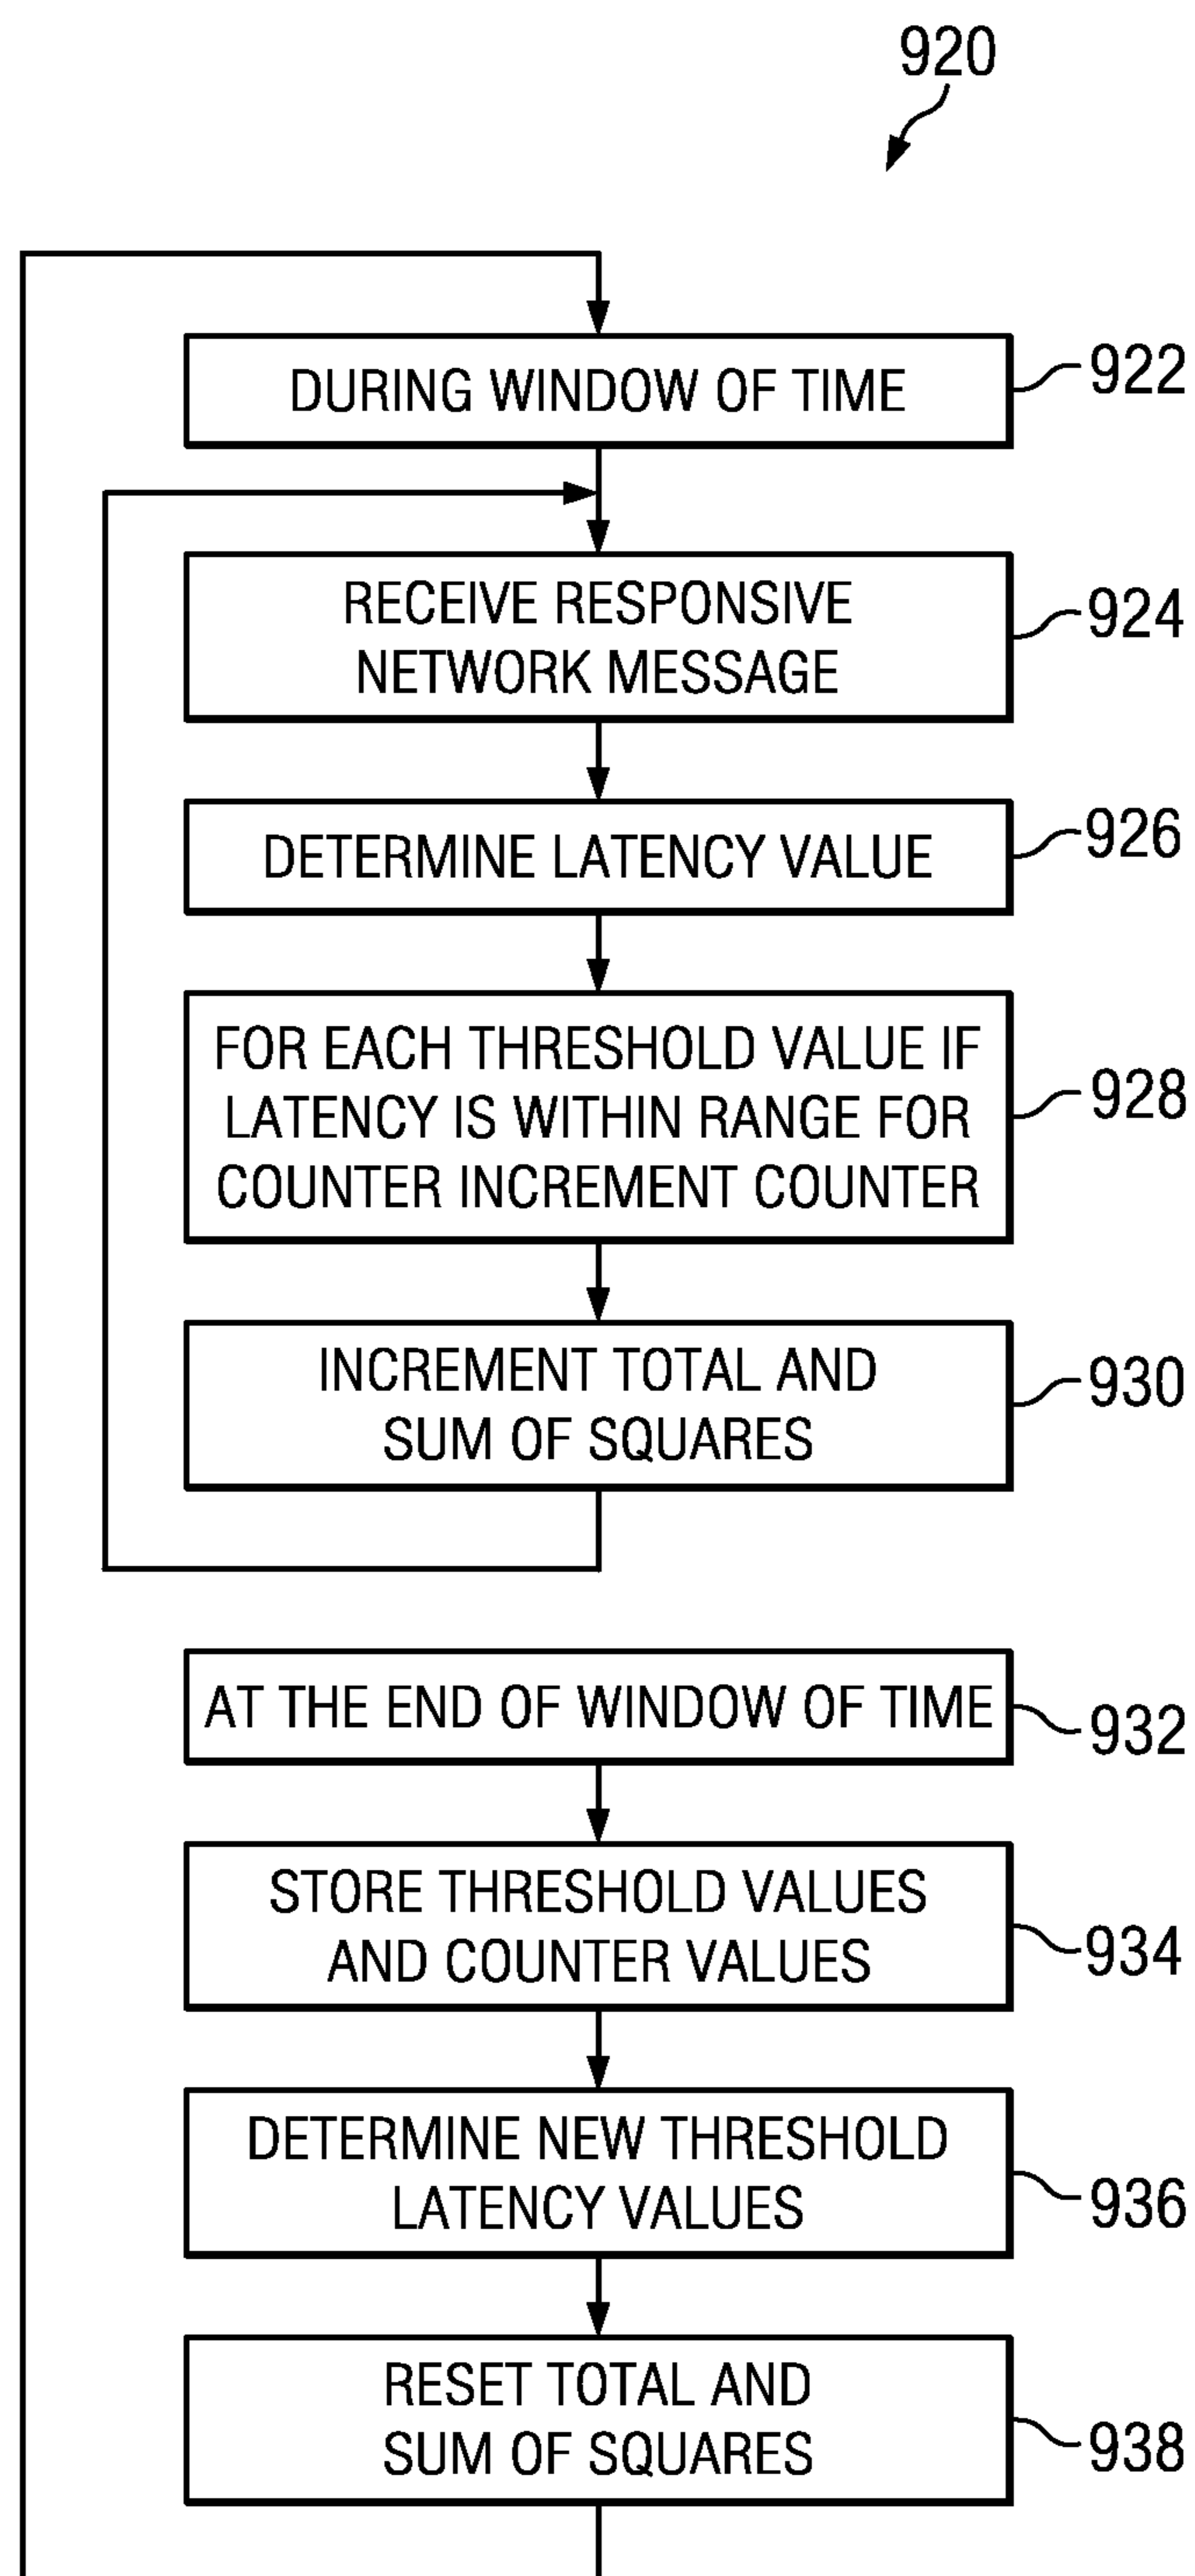 920
DURING WINDOW OF TIME
922
RECEIVE RESPONSIVE
NETWORK MESSAGE
924
DETERMINE LATENCY VALUE
926
FOR EACH THRESHOLD VALUE IF
LATENCY IS WITHIN RANGE FOR
COUNTER INCREMENT COUNTER
928
INCREMENT TOTAL AND
SUM OF SQUARES
930
AT THE END OF WINDOW OF TIME
932
STORE THRESHOLD VALUES
AND COUNTER VALUES
934
DETERMINE NEW THRESHOLD
LATENCY VALUES
936
RESET TOTAL AND
SUM OF SQUARES
938